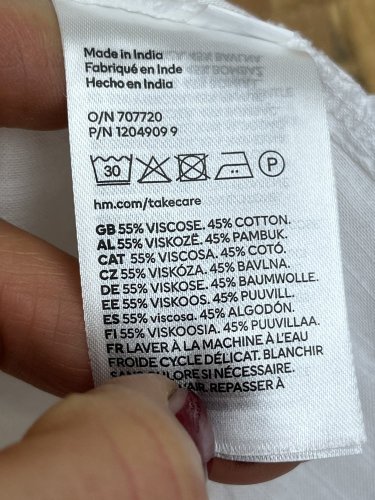 Made in India
Fabriqué en Inde
Hecho en India
O/N 707720
P/N 1204909 9
30
P
hm.com/takecare
GB 55% VISCOSE. 45% COTTON.
AL 55% VISKOZË. 45% PAMBUK.
CAT 55% VISCOSA. 45% COTÓ.
CZ 55% VISKÓZA. 45% BAVLNA.
DE 55% VISKOSE. 45% BAUMWOLLE.
EE 55% VISKOOS. 45% PUUVILL.
ES 55% viscosa. 45% ALGODÓN.
FI 55% VISKOOSIA. 45% PUUVILLAA.
FR LAVER À LA MACHINE À L'EAU
FROIDE CYCLE DÉLICAT. BLANCHIR
SANS CHLORE SI NÉCESSAIRE.
REPASSER À